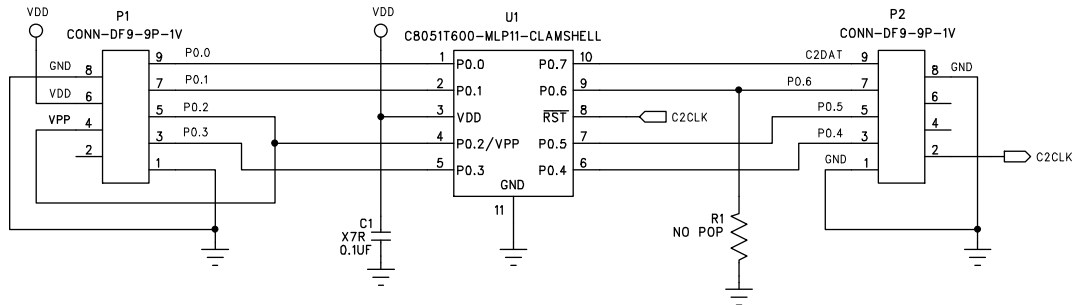 VDD
P1
CONN-DF9-9P-1V
GND 8
VDD 6
VPP 4
2
9 P0.0
7 P0.1
5 P0.2
3 P0.3
1
VDD
C1
X7R
0.1UF
U1
C8051T600-MLP11-CLAMSHELL
1 P0.0
2 P0.1
3 VDD
4 P0.2/VPP
5 P0.3
P0.7 10
P0.6 9
RST 8
P0.5 7
P0.4 6
GND
11
C2CLK
R1
NO POP
P2
CONN-DF9-9P-1V
C2DAT 9
P0.6 7
P0.5 5
P0.4 3
GND 1
8 GND
6
4
2
C2CLK